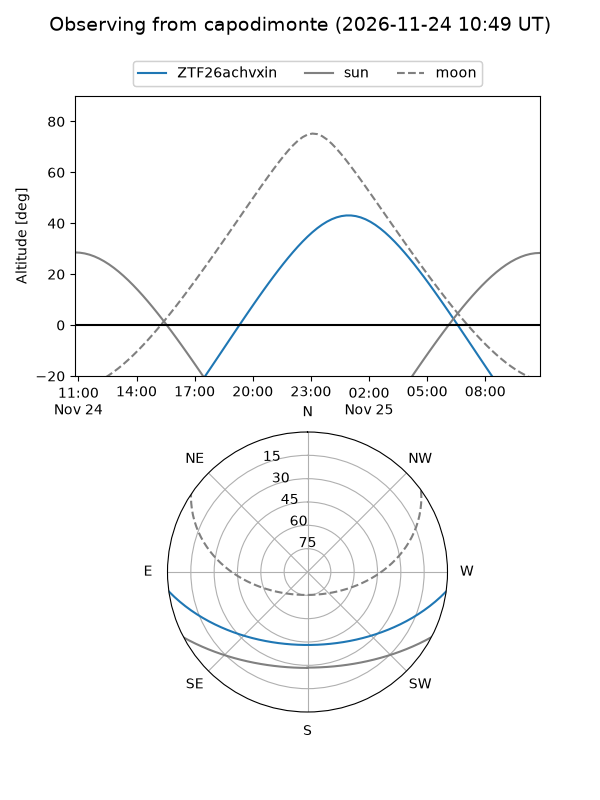 Observing from capodimonte (2026-11-24 10:49 UT)
ZTF26achvxin sun moon
80
60
40
20
0
−20
Altitude [deg]
11:00 14:00 17:00 20:00 23:00 02:00 05:00 08:00
Nov 24 Nov 25
N
NE NW
15
30
45
60
75
E W
SE SW
S